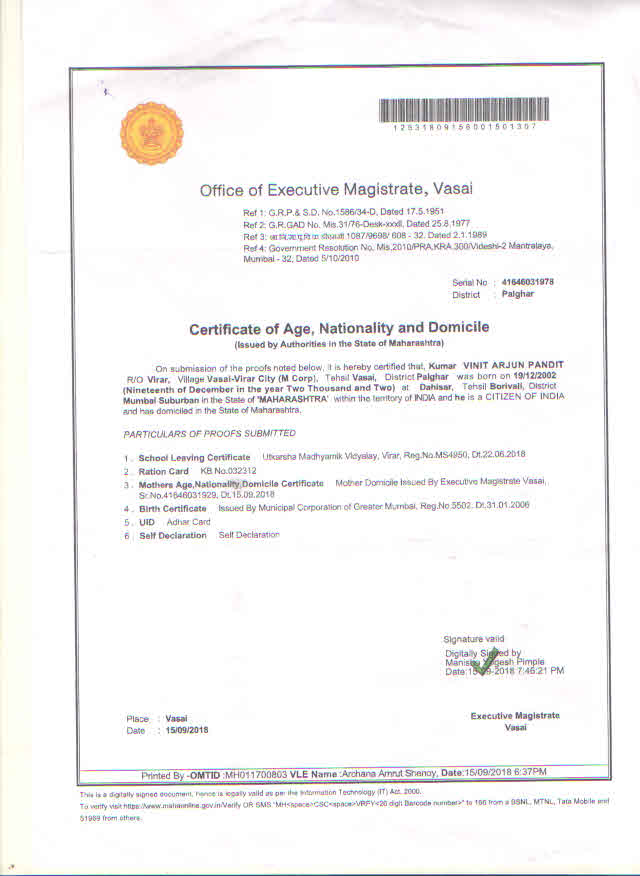 12531809156001501307
Office of Executive Magistrate, Vasai
Ref 1: G.R.P.& S.D. No.1586/34-D, Dated 17.5.1951
Ref 2: G.R.GAD No. Mis.31/76-Desk-xxxII, Dated 25.8.1977
Ref 3: 1087/9698/ 608 - 32, Dated 2.1.1989
Ref 4: Government Resolution No. Mis.2010/PRA.KRA.300/Videshi-2 Mantralaya,
Mumbai - 32, Dated 5/10/2010
Serial No : 41646031978
District : Palghar
Certificate of Age, Nationality and Domicile
(Issued by Authorities in the State of Maharashtra)
On submission of the proofs noted below, it is hereby certified that, Kumar VINIT ARJUN PANDIT
R/O Virar, Village Vasai-Virar City (M Corp), Tehsil Vasai, District Palghar was born on 19/12/2002
(Nineteenth of December in the year Two Thousand and Two) at Dahisar, Tehsil Borivali, District
Mumbai Suburban in the State of 'MAHARASHTRA' within the territory of INDIA and he is a CITIZEN OF INDIA
and has domiciled in the State of Maharashtra.
PARTICULARS OF PROOFS SUBMITTED
1 . School Leaving Certificate Utkarsha Madhyamik Vidyalay, Virar, Reg.No.MS4950, Dt.22.06.2018
2 . Ration Card KB.No.032312
3 . Mothers Age,Nationality,Domicile Certificate Mother Domicile Issued By Executive Magistrate Vasai,
Sr.No.41646031929, Dt.15.09.2018
4 . Birth Certificate Issued By Municipal Corporation of Greater Mumbai, Reg.No.5502, Dt.31.01.2006
5 . UID Adhar Card
6 . Self Declaration Self Declaration
Signature valid
Digitally Signed by
Manisha Yogesh Pimple
Date:15-09-2018 7:45:21 PM
Place : Vasai
Date : 15/09/2018
Executive Magistrate
Vasai
Printed By -OMTID :MH011700803 VLE Name :Archana Amrut Shenoy, Date:15/09/2018 6:37PM
This is a digitally signed document, hence is legally valid as per the Information Technology (IT) Act, 2000.
To verify visit https://www.mahaonline.gov.in/Verify OR SMS "MH<space>CSC<space>VRFY<20 digit Barcode number>" to 166 from a BSNL, MTNL, Tata Mobile and
51969 from others.